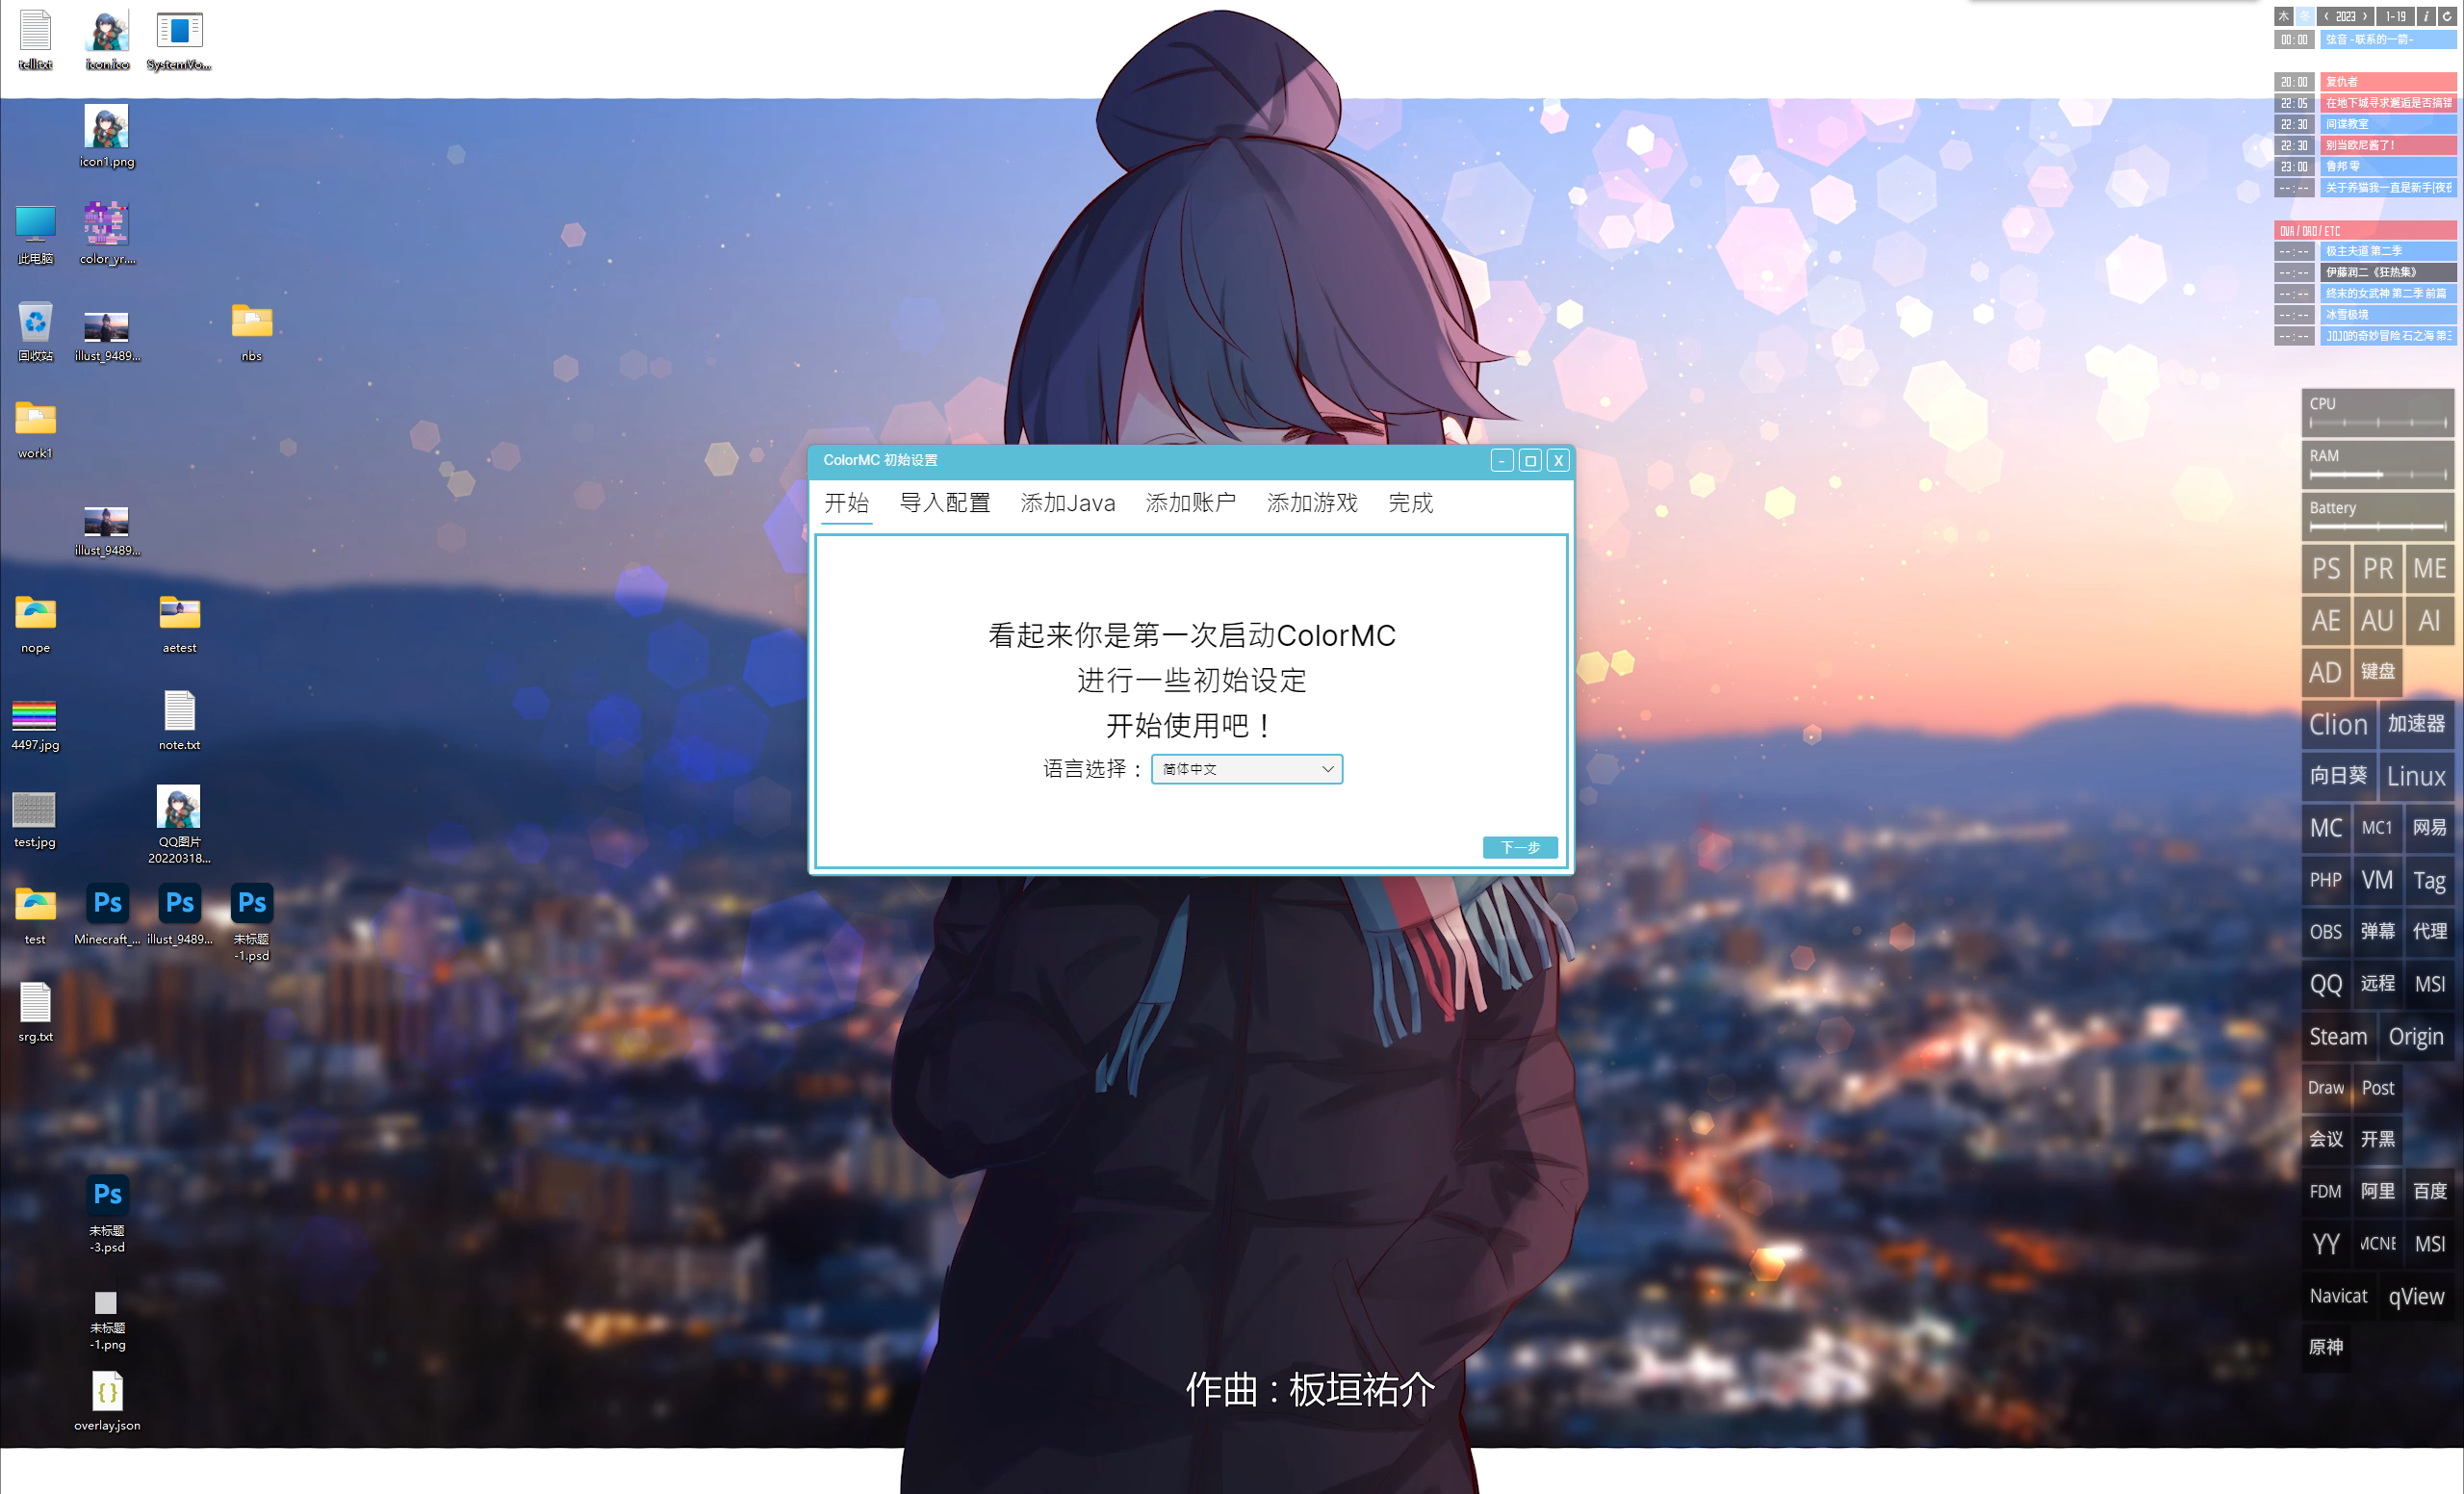 tell.txt
icon.ico
SystemVo...
icon1.png
此电脑
color_yr....
回收站
illust_9489...
nbs
work1
illust_9489...
nope
aetest
4497.jpg
note.txt
test.jpg
QQ图片
20220318...
test
Minecraft_...
illust_9489...
未标题
-1.psd
srg.txt
未标题
-3.psd
未标题
-1.png
overlay.json
ColorMC 初始设置
开始 导入配置 添加Java 添加账户 添加游戏 完成
看起来你是第一次启动ColorMC
进行一些初始设定
开始使用吧！
语言选择： 简体中文
下一步
作曲 : 板垣祐介
木 冬 2023 1-19
00:00 弦音 -联系的一箭-
20:00 复仇者
22:05 在地下城寻求邂逅是否搞错
22:30 间谍教室
22:30 别当欧尼酱了！
23:00 鲁邦 零
--:-- 关于养猫我一直是新手[夜夜
OVA / OAD / ETC
--:-- 极主夫道 第二季
--:-- 伊藤润二《狂热集》
--:-- 终末的女武神 第二季 前篇
--:-- 冰雪极境
--:-- JOJO的奇妙冒险 石之海 第三
CPU
RAM
Battery
PS PR ME
AE AU AI
AD 键盘
Clion 加速器
向日葵 Linux
MC MC1 网易
PHP VM Tag
OBS 弹幕 代理
QQ 远程 MSI
Steam Origin
Draw Post
会议 开黑
FDM 阿里 百度
YY MCNE MSI
Navicat qView
原神